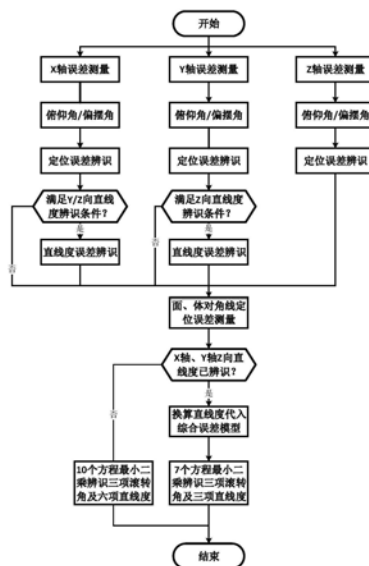 开始
X轴误差测量
Y轴误差测量
Z轴误差测量
俯仰角/偏摆角
俯仰角/偏摆角
俯仰角/偏摆角
定位误差辨识
定位误差辨识
定位误差辨识
满足Y/Z向直线
度辨识条件?
满足Z向直线度
辨识条件?
是
是
否
否
直线度误差辨识
直线度误差辨识
面、体对角线定
位误差测量
X轴、Y轴Z向直
线度已辨识?
是
否
换算直线度代入
综合误差模型
10个方程最小二
乘辨识三项滚转
角及六项直线度
7个方程最小二
乘辨识三项滚转
角及三项直线度
结束